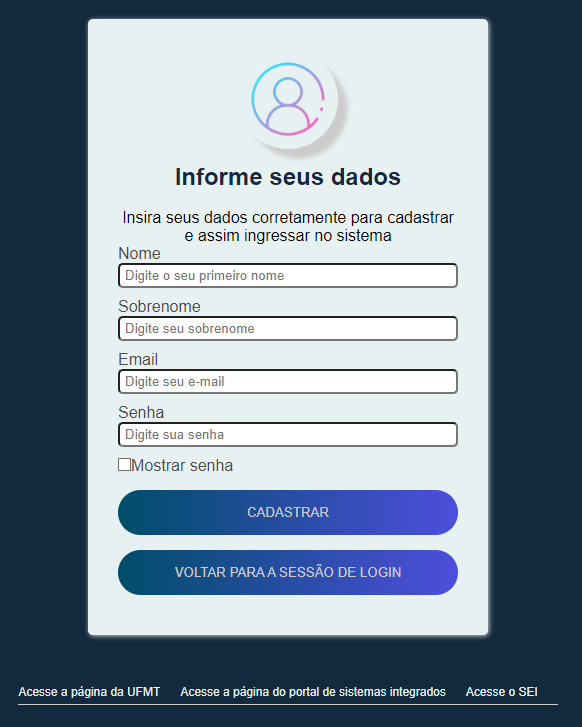 Informe seus dados
Insira seus dados corretamente para cadastrar
e assim ingressar no sistema
Nome
Digite o seu primeiro nome
Sobrenome
Digite seu sobrenome
Email
Digite seu e-mail
Senha
Digite sua senha
Mostrar senha
CADASTRAR
VOLTAR PARA A SESSÃO DE LOGIN
Acesse a página da UFMT Acesse a página do portal de sistemas integrados Acesse o SEI